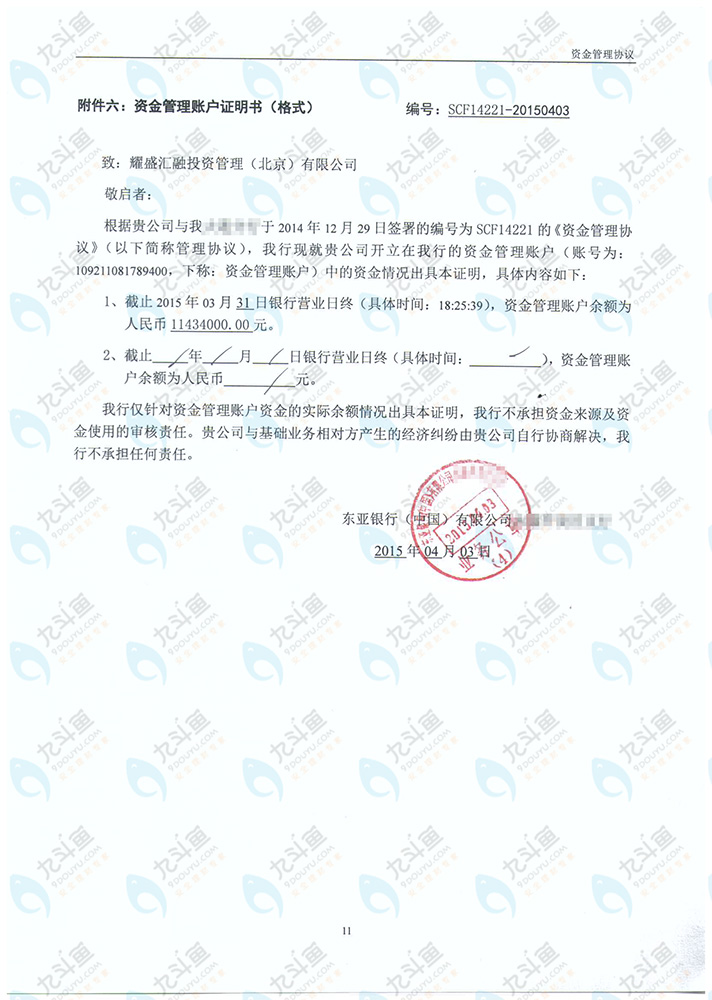 资金管理协议
附件六：资金管理账户证明书（格式） 编号：SCF14221-20150403
致：耀盛汇融投资管理（北京）有限公司
敬启者：
根据贵公司与我 于 2014 年 12 月 29 日签署的编号为 SCF14221 的《资金管理协
议》（以下简称管理协议），我行现就贵公司开立在我行的资金管理账户（账号为：
109211081789400，下称：资金管理账户）中的资金情况出具本证明，具体内容如下：
1、截止 2015 年 03 月 31 日银行营业日终（具体时间：18:25:39），资金管理账户余额为
人民币 11434000.00 元。
2、截止 / 年 / 月 / 日银行营业日终（具体时间： / ），资金管理账
户余额为人民币 / 元。
我行仅针对资金管理账户资金的实际余额情况出具本证明，我行不承担资金来源及资
金使用的审核责任。贵公司与基础业务相对方产生的经济纠纷由贵公司自行协商解决，我
行不承担任何责任。
东亚银行（中国）有限公司
2015 年 04 月 03 日
2015.04.03
业务公章
(4)
11
九斗鱼
9DOUYU.COM